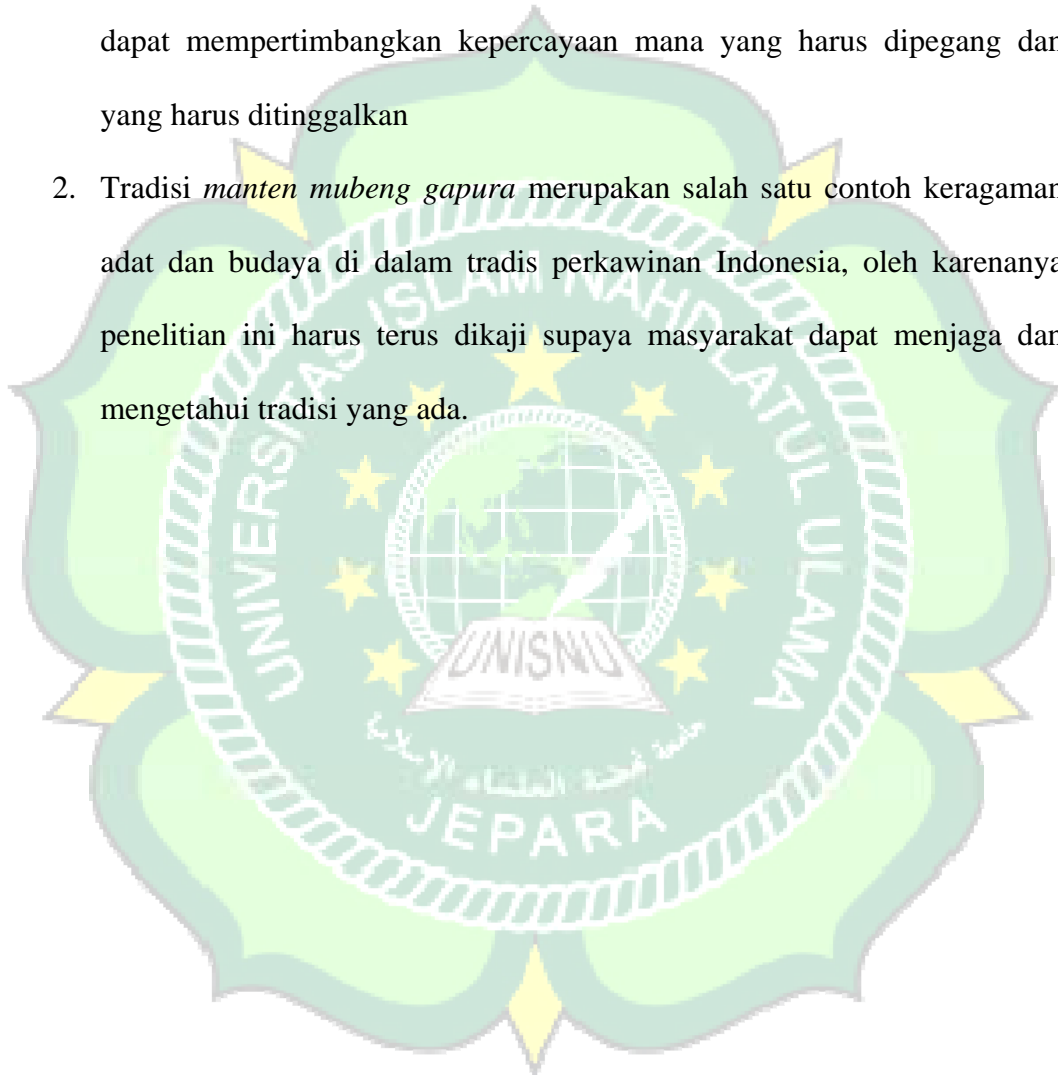 dapat mempertimbangkan kepercayaan mana yang harus dipegang dan
yang harus ditinggalkan
2. Tradisi manten mubeng gapura merupakan salah satu contoh keragaman
adat dan budaya di dalam tradis perkawinan Indonesia, oleh karenanya
penelitian ini harus terus dikaji supaya masyarakat dapat menjaga dan
mengetahui tradisi yang ada.
UNIVERSITAS ISLAM NAHDLATUL ULAMA
UNISNU
JEPARA